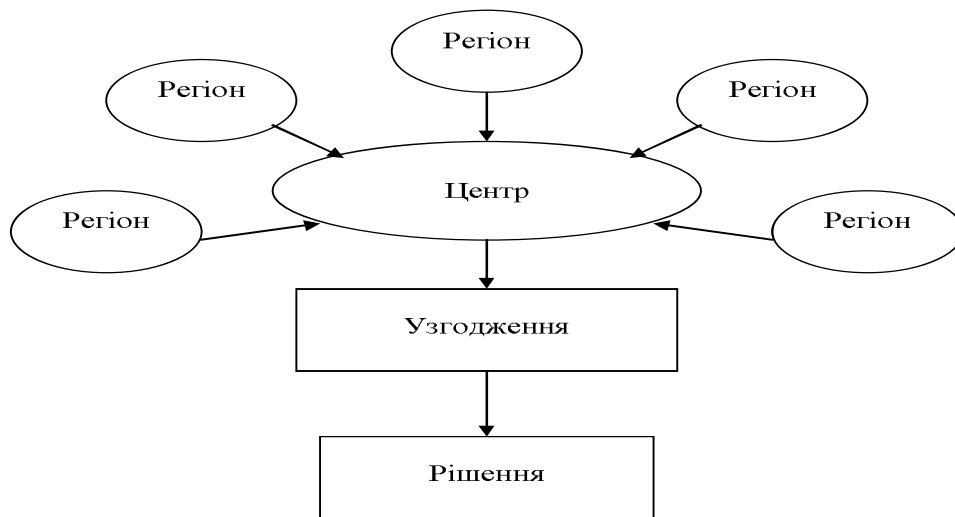 Регіон
Регіон
Регіон
Центр
Регіон
Регіон
Узгодження
Рішення